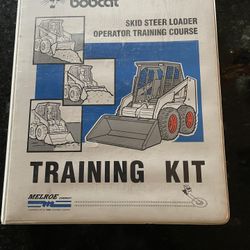 bobcat
SKID STEER LOADER
OPERATOR TRAINING COURSE
TRAINING KIT
MELROE